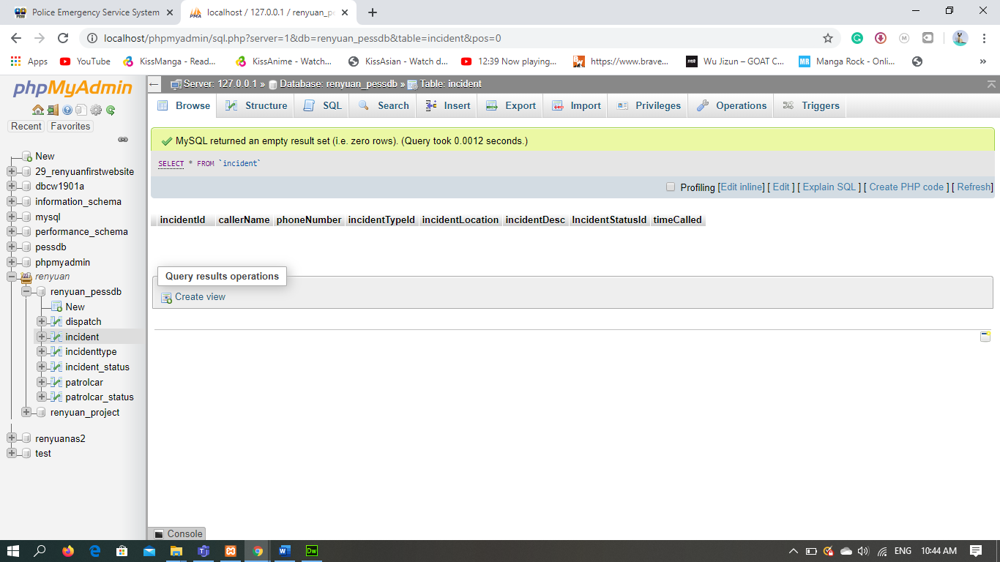 Police Emergency Service System
localhost / 127.0.0.1 / renyuan_pe
localhost/phpmyadmin/sql.php?server=1&db=renyuan_pessdb&table=incident&pos=0
Apps YouTube KissManga - Read... KissAnime - Watch... KissAsian - Watch d... 12:39 Now playing... https://www.brave... Wu Jizun – GOAT C... MR Manga Rock - Onli... »
phpMyAdmin
Recent Favorites
New
29_renyuanfirstwebsite
dbcw1901a
information_schema
mysql
performance_schema
pessdb
phpmyadmin
renyuan
renyuan_pessdb
New
dispatch
incident
incidenttype
incident_status
patrolcar
patrolcar_status
renyuan_project
renyuanas2
test
Server: 127.0.0.1 » Database: renyuan_pessdb » Table: incident
Browse Structure SQL Search Insert Export Import Privileges Operations Triggers
MySQL returned an empty result set (i.e. zero rows). (Query took 0.0012 seconds.)
SELECT * FROM `incident`
Profiling [Edit inline] [ Edit ] [ Explain SQL ] [ Create PHP code ] [ Refresh]
incidentId callerName phoneNumber incidentTypeId incidentLocation incidentDesc IncidentStatusId timeCalled
Query results operations
Create view
Console
Dw
ENG 10:44 AM